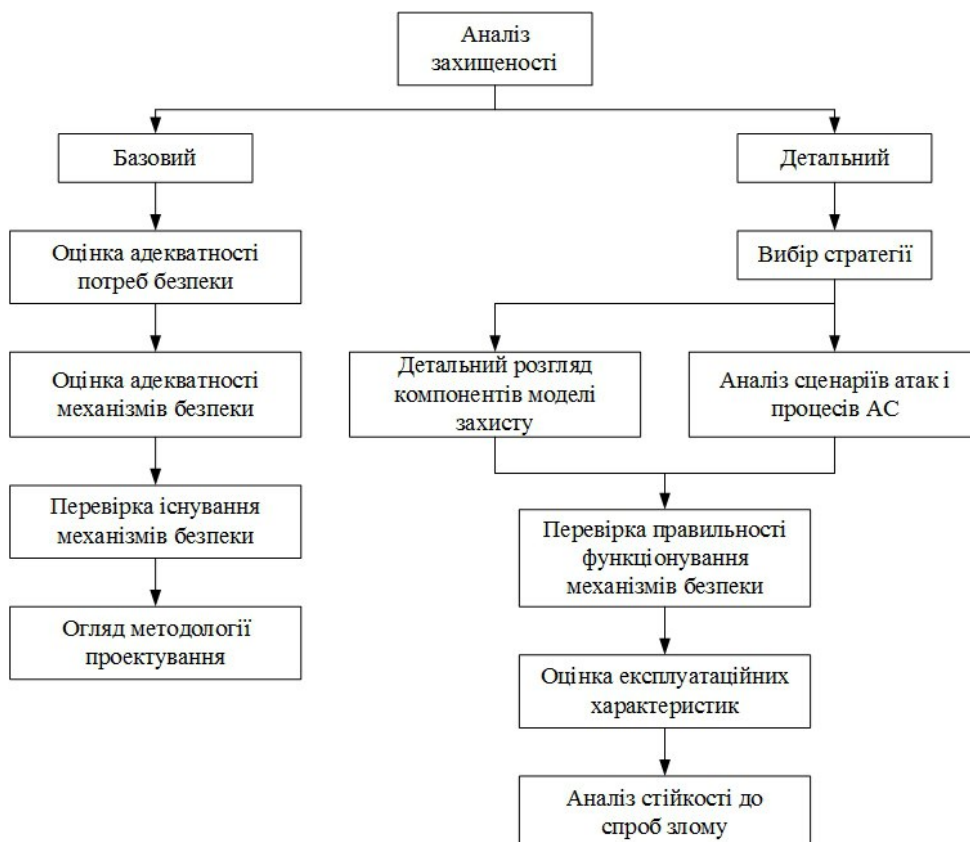 Аналіз
захищеності
Базовий
Детальний
Оцінка адекватності
потреб безпеки
Вибір стратегії
Оцінка адекватності
механізмів безпеки
Детальний розгляд
компонентів моделі
захисту
Аналіз сценаріїв атак і
процесів АС
Перевірка існування
механізмів безпеки
Перевірка правильності
функціонування
механізмів безпеки
Огляд методології
проектування
Оцінка експлуатаційних
характеристик
Аналіз стійкості до
спроб злому